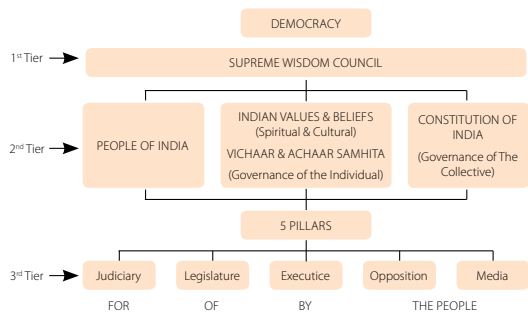 DEMOCRACY
1st Tier
SUPREME WISDOM COUNCIL
2nd Tier
PEOPLE OF INDIA
INDIAN VALUES & BELIEFS
(Spiritual & Cultural)
VICHAAR & ACHAAR SAMHITA
(Governance of the Individual)
CONSTITUTION OF
INDIA
(Governance of The
Collective)
5 PILLARS
3rd Tier
Judiciary
Legislature
Executice
Opposition
Media
FOR OF BY THE PEOPLE